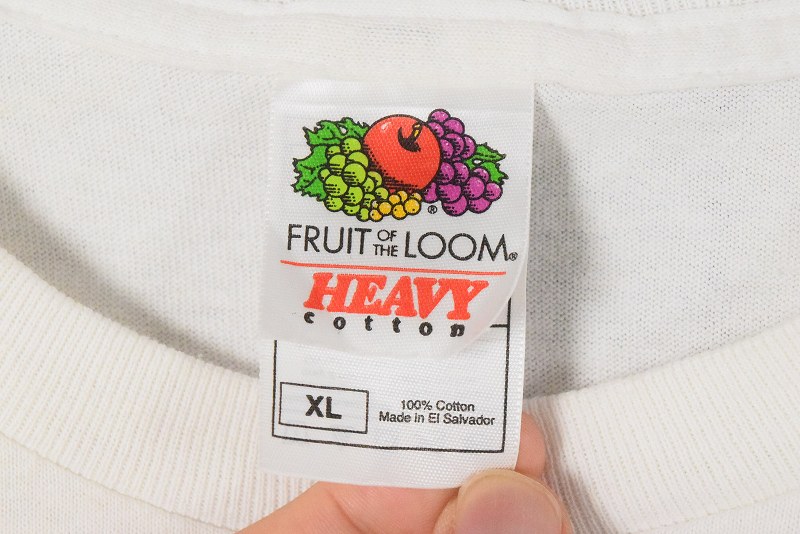 ®
FRUIT OF THE LOOM®
HEAVY
cotton
XL
100% Cotton
Made in El Salvador